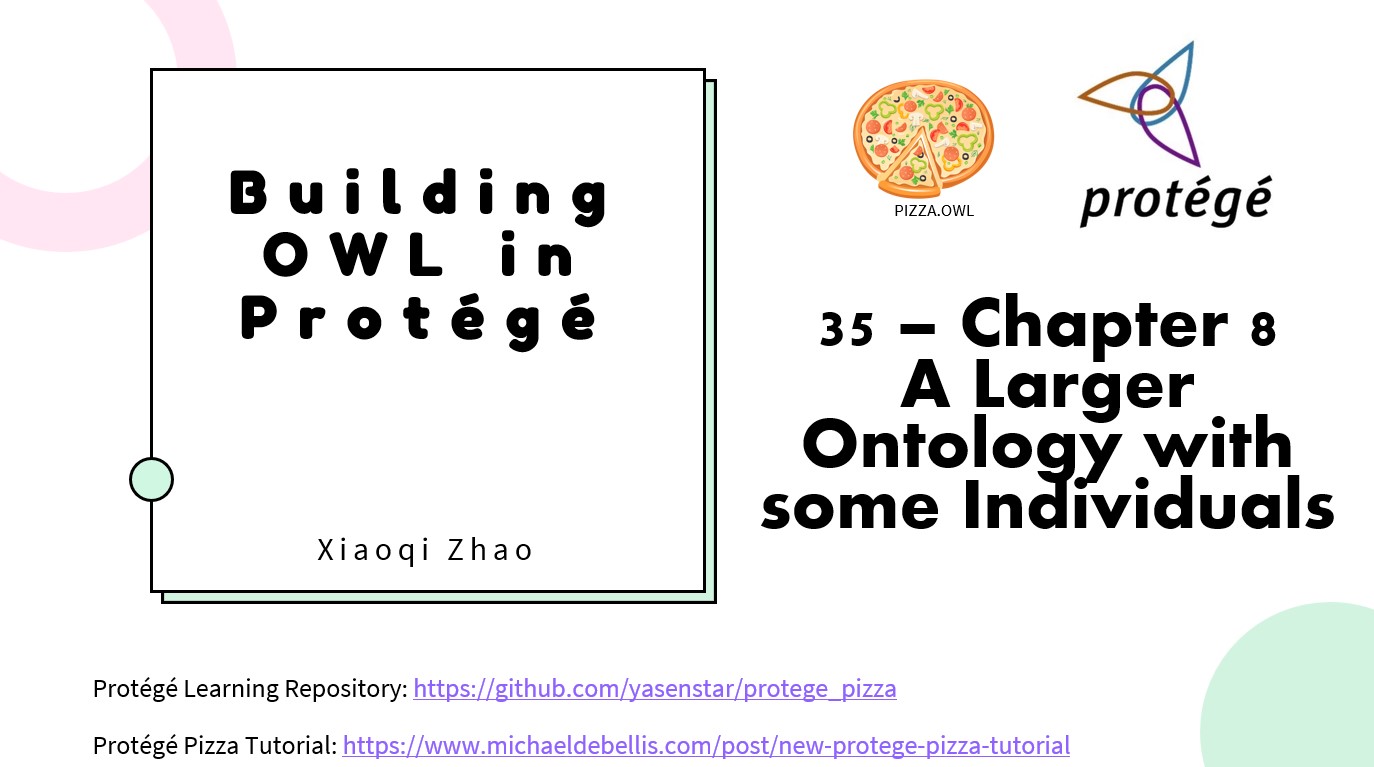 Building
OWL in
Protégé
Xiaoqi Zhao
PIZZA.OWL
protégé
35 – Chapter 8
A Larger
Ontology with
some Individuals
Protégé Learning Repository: https://github.com/yasenstar/protege_pizza
Protégé Pizza Tutorial: https://www.michaeldebellis.com/post/new-protege-pizza-tutorial